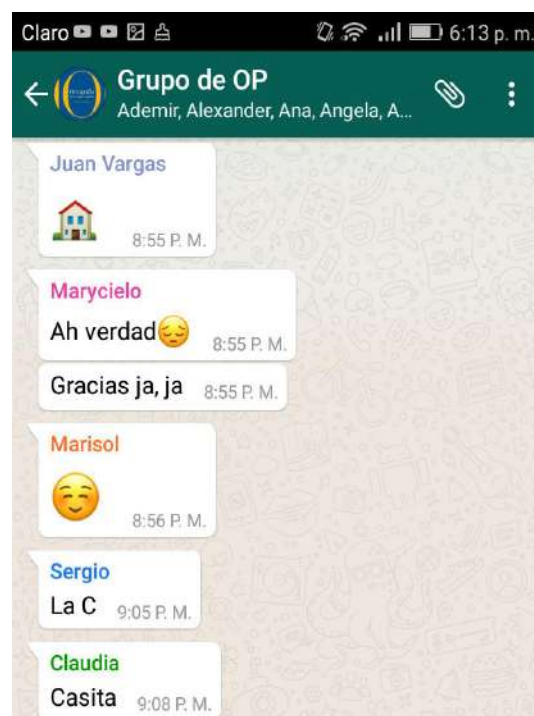 Claro 6:13 p. m.
Grupo de OP
Ademir, Alexander, Ana, Angela, A...
Juan Vargas
8:55 P. M.
Marycielo
Ah verdad😔 8:55 P. M.
Gracias ja, ja 8:55 P. M.
Marisol
8:56 P. M.
Sergio
La C 9:05 P. M.
Claudia
Casita 9:08 P. M.